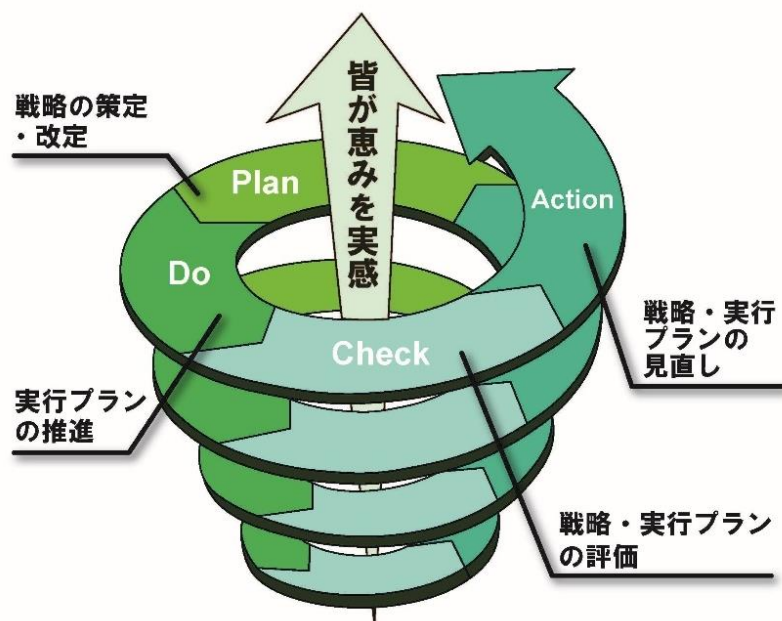 皆が恵みを実感
戦略の策定
・改定
Plan
Action
Do
Check
戦略・実行
プランの
見直し
実行プラン
の推進
戦略・実行プラン
の評価